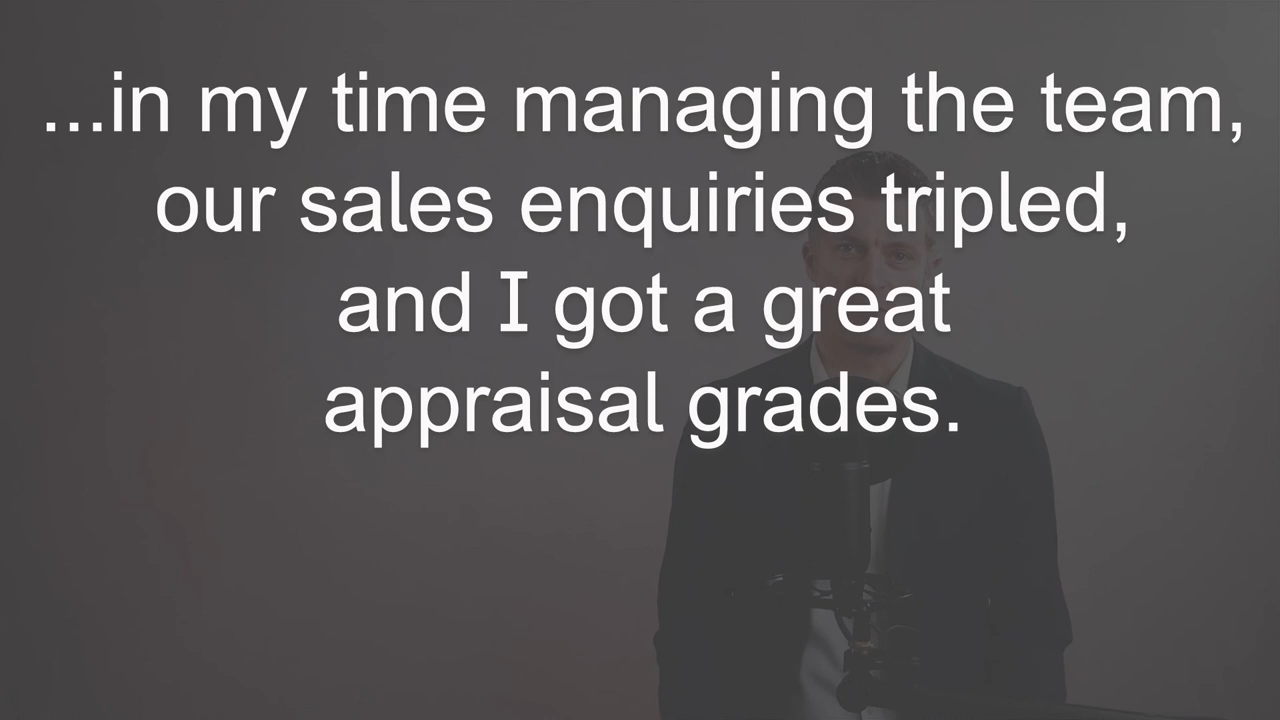 ...in my time managing the team,
our sales enquiries tripled,
and I got a great
appraisal grades.